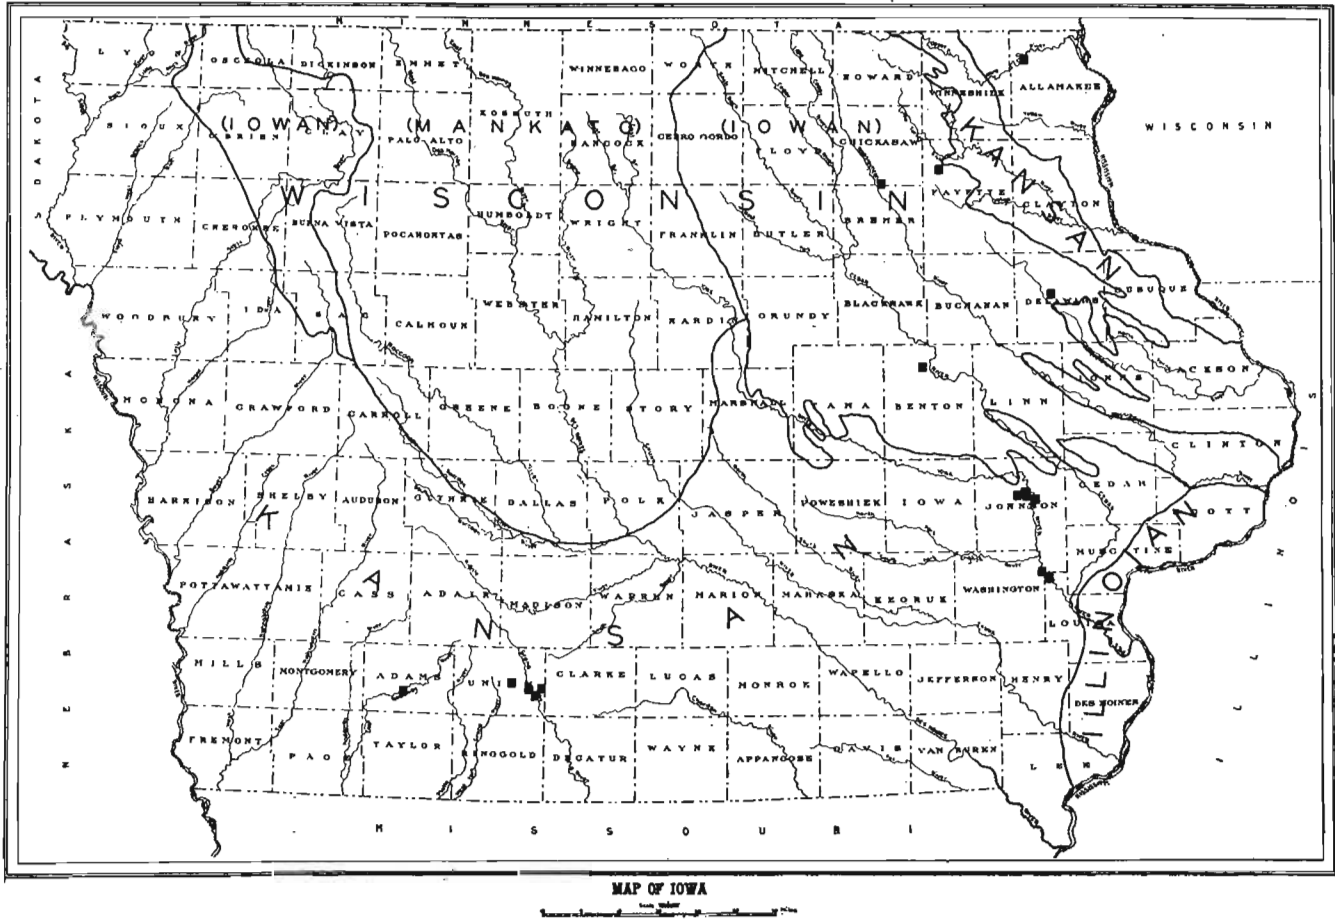 MINNESOTA
LYON OSCEOLA DICKINSON EMMET WINNEBAGO WORTH MITCHELL HOWARD WINNESHIEK ALLAMAKEE
WISCONSIN
S DAKOTA
SIOUX O'BRIEN CLAY PALO ALTO KOSSUTH HANCOCK CERRO GORDO FLOYD CHICKASAW
(IOWAN) (MANKATO) (IOWAN)
WISCONSIN
KANSAN
PLYMOUTH CHEROKEE BUENA VISTA POCAHONTAS HUMBOLDT WRIGHT FRANKLIN BUTLER BREMER FAYETTE CLAYTON
WOODBURY IDA SAC CALHOUN WEBSTER HAMILTON HARDIN GRUNDY BLACKHAWK BUCHANAN DELAWARE DUBUQUE
MONONA CRAWFORD CARROLL GREENE BOONE STORY MARSHALL TAMA BENTON LINN JONES JACKSON
CLINTON
HARRISON SHELBY AUDUBON GUTHRIE DALLAS POLK JASPER POWESHIEK IOWA JOHNSON CEDAR SCOTT
MUSCATINE
POTTAWATTAMIE CASS ADAIR MADISON WARREN MARION MAHASKA KEOKUK WASHINGTON LOUISA
KANSAN
ILLINOIAN
MILLS MONTGOMERY ADAMS UNI CLARKE LUCAS MONROE WAPELLO JEFFERSON HENRY DES MOINES
FREMONT PAGE TAYLOR RINGGOLD DECATUR WAYNE APPANOOSE DAVIS VAN BUREN LEE
NEBRASKA
ILLINOIS
MISSOURI
MAP OF IOWA